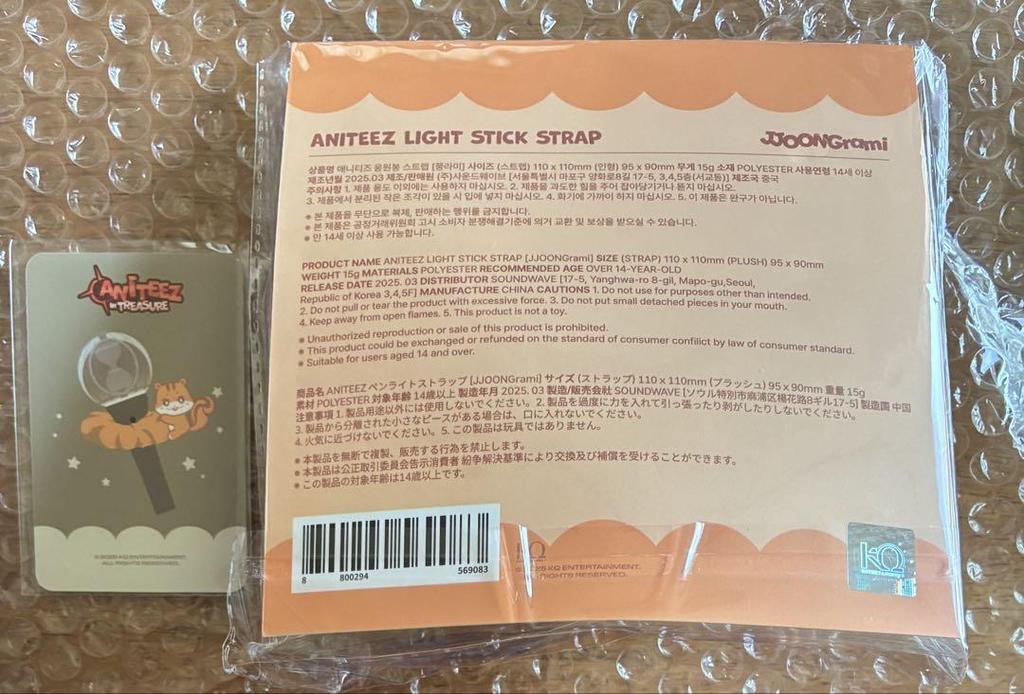 ANITEEZ
IN TREASURE
© 2025 KQ ENTERTAINMENT.
ALL RIGHTS RESERVED.
ANITEEZ LIGHT STICK STRAP
JJOONGrami
상품명 애니티즈 응원봉 스트랩 [쭝라미] 사이즈 (스트랩) 110 x 110mm (인형) 95 x 90mm 무게 15g 소재 POLYESTER 사용연령 14세 이상
제조년월 2025.03 제조/판매원 (주)사운드웨이브 [서울특별시 마포구 양화로8길 17-5, 3,4,5층(서교동)] 제조국 중국
주의사항 1. 제품 용도 이외에는 사용하지 마십시오. 2. 제품을 과도한 힘을 주어 잡아당기거나 뜯지 마십시오.
3. 제품에서 분리된 작은 조각이 있을 시 입에 넣지 마십시오. 4. 화기에 가까이 하지 마십시오. 5. 이 제품은 완구가 아닙니다.
* 본 제품을 무단으로 복제, 판매하는 행위를 금지합니다.
* 본 제품은 공정거래위원회 고시 소비자 분쟁해결기준에 의거 교환 및 보상을 받으실 수 있습니다.
* 만 14세 이상 사용 가능합니다.
PRODUCT NAME ANITEEZ LIGHT STICK STRAP [JJOONGrami] SIZE (STRAP) 110 x 110mm (PLUSH) 95 x 90mm
WEIGHT 15g MATERIALS POLYESTER RECOMMENDED AGE OVER 14-YEAR-OLD
RELEASE DATE 2025. 03 DISTRIBUTOR SOUNDWAVE [17-5, Yanghwa-ro 8-gil, Mapo-gu,Seoul,
Republic of Korea 3,4,5F] MANUFACTURE CHINA CAUTIONS 1. Do not use for purposes other than intended.
2. Do not pull or tear the product with excessive force. 3. Do not put small detached pieces in your mouth.
4. Keep away from open flames. 5. This product is not a toy.
* Unauthorized reproduction or sale of this product is prohibited.
* This product could be exchanged or refunded on the standard of consumer conflict by law of consumer standard.
* Suitable for users aged 14 and over.
商品名 ANITEEZ ペンライトストラップ [JJOONGrami] サイズ (ストラップ) 110 x 110mm (プラッシュ) 95 x 90mm 重量 15g
素材 POLYESTER 対象年齢 14歳以上 製造年月 2025. 03 製造/販売会社 SOUNDWAVE [ソウル特別市麻浦区楊花路8ギル17-5] 製造国 中国
注意事項 1. 製品用途以外には使用しないでください。2. 製品を過度に力を入れて引っ張ったり剥がしたりしないでください。
3. 製品から分離された小さなピースがある場合は、口に入れないでください。
4. 火気に近づけないでください。5. この製品は玩具ではありません。
* 本製品を無断で複製、販売する行為を禁止します。
* 本製品は公正取引委員会告示消費者 紛争解決基準により交換及び補償を受けることができます。
* この製品の対象年齢は14歳以上です。
8 800294 569083
KQ
© 2025 KQ ENTERTAINMENT.
RIGHTS RESERVED.
KQ
ENTERTAINMENT